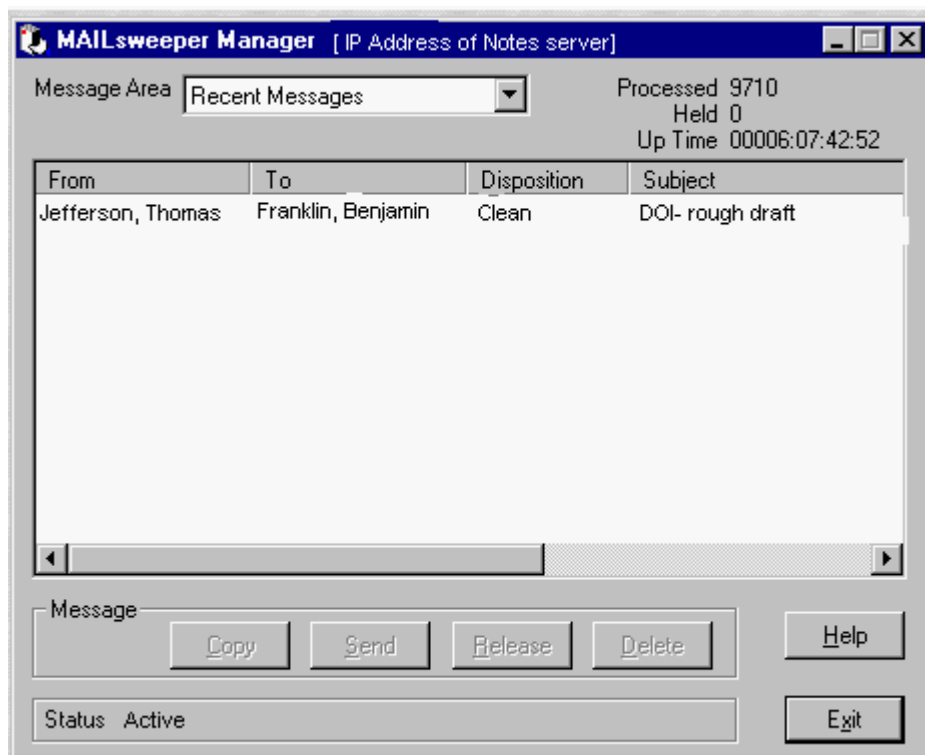 MAILsweeper Manager [ IP Address of Notes server]
Message Area Recent Messages
Processed 9710
Held 0
Up Time 00006:07:42:52
From To Disposition Subject
Jefferson, Thomas Franklin, Benjamin Clean DOI- rough draft
Message
Copy Send Release Delete
Help
Status Active
Exit